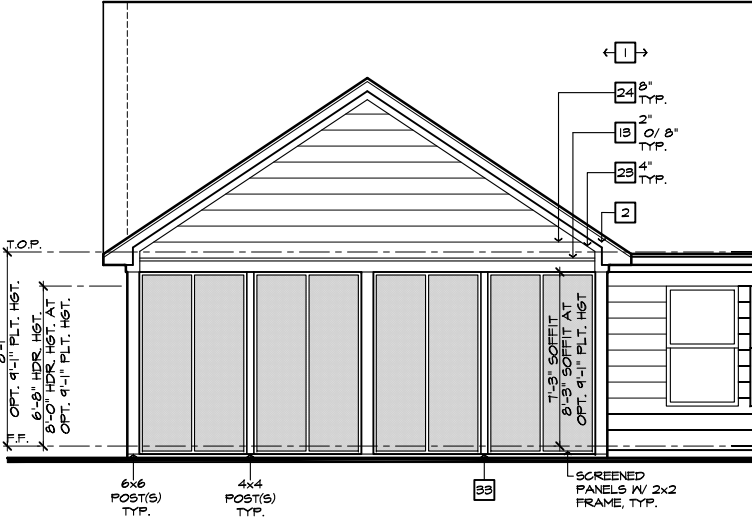 1
24 8"
TYP.
13 2"
O/ 8"
TYP.
23 4"
TYP.
2
T.O.P.
OPT. 9'-1" PLT. HGT.
6'-8" HDR. HGT.
8'-0" HDR. HGT. AT
OPT. 9'-1" PLT. HGT.
F.F.
7'-3" SOFFIT
8'-3" SOFFIT AT
OPT. 9'-1" PLT. HGT
6x6
POST(S)
TYP.
4x4
POST(S)
TYP.
33
SCREENED
PANELS W/ 2x2
FRAME, TYP.